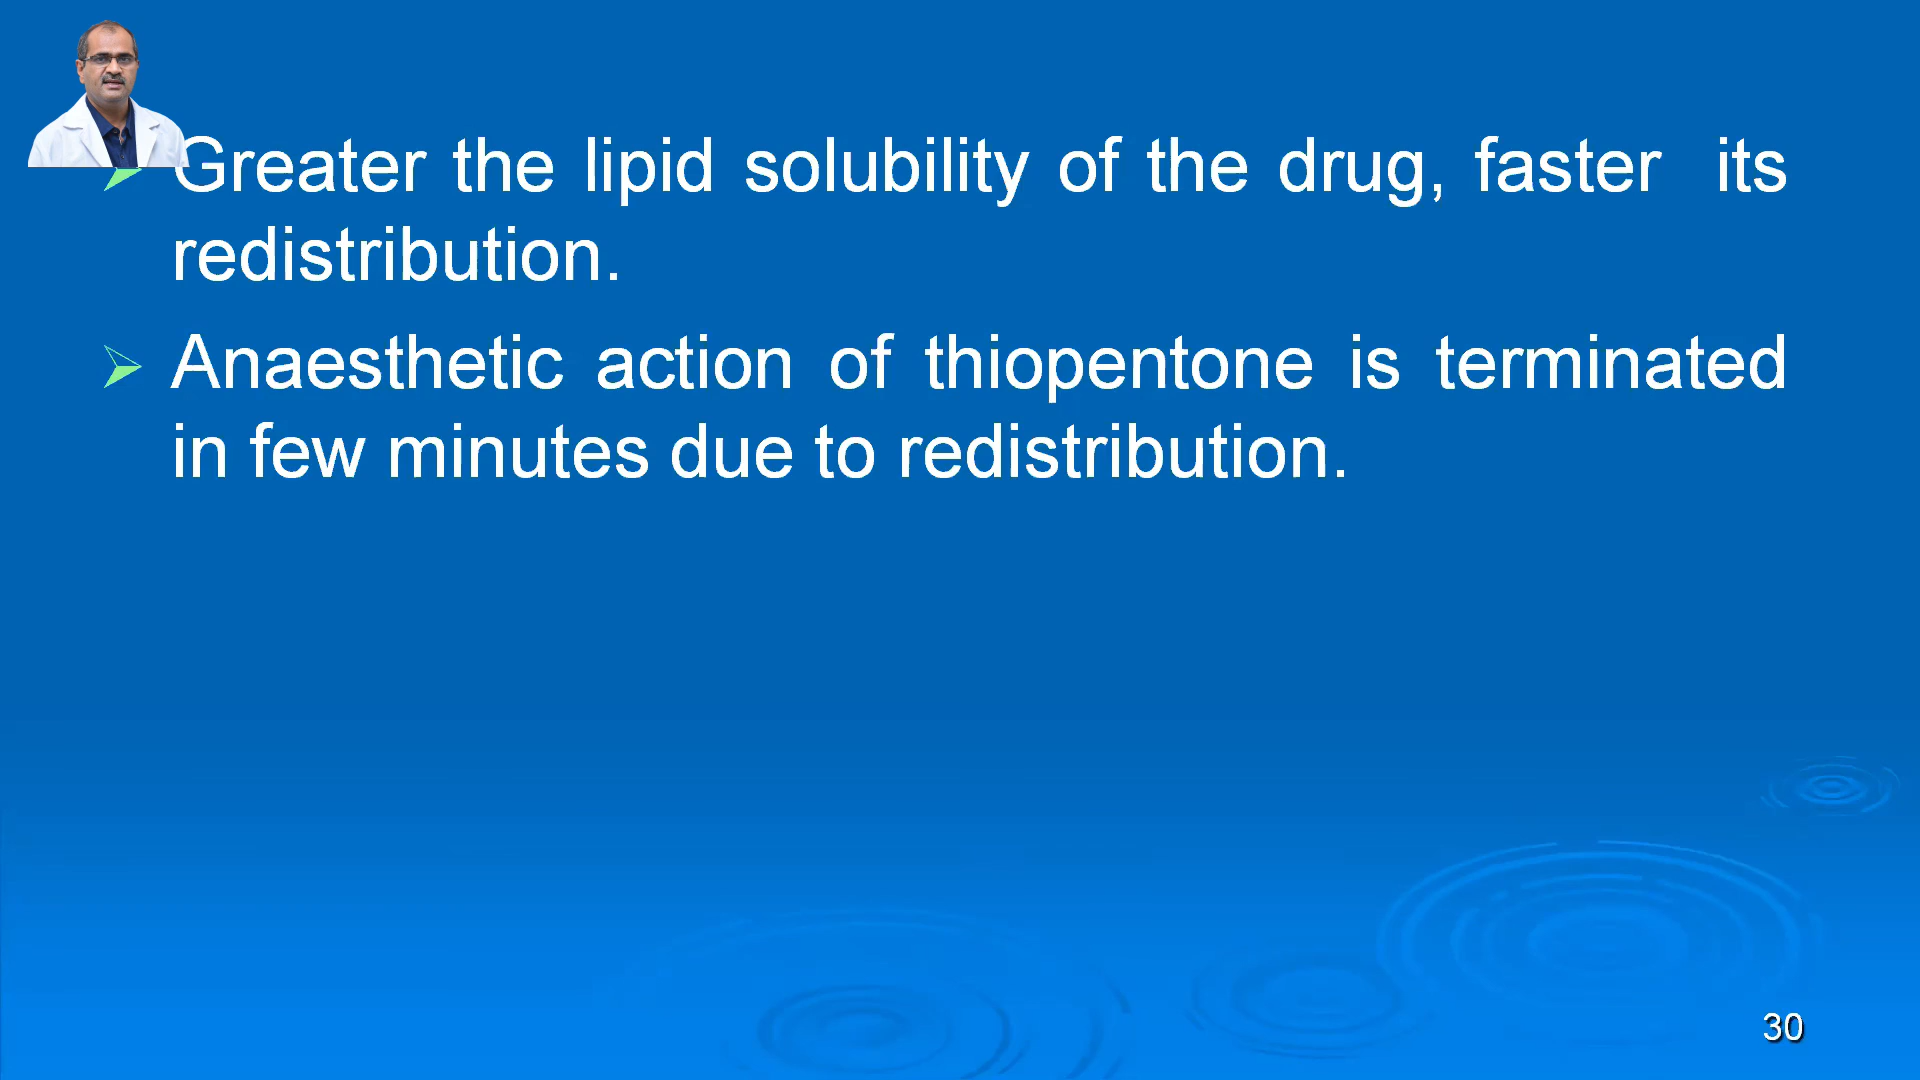 Greater the lipid solubility of the drug, faster its
redistribution.
Anaesthetic action of thiopentone is terminated
in few minutes due to redistribution.
30